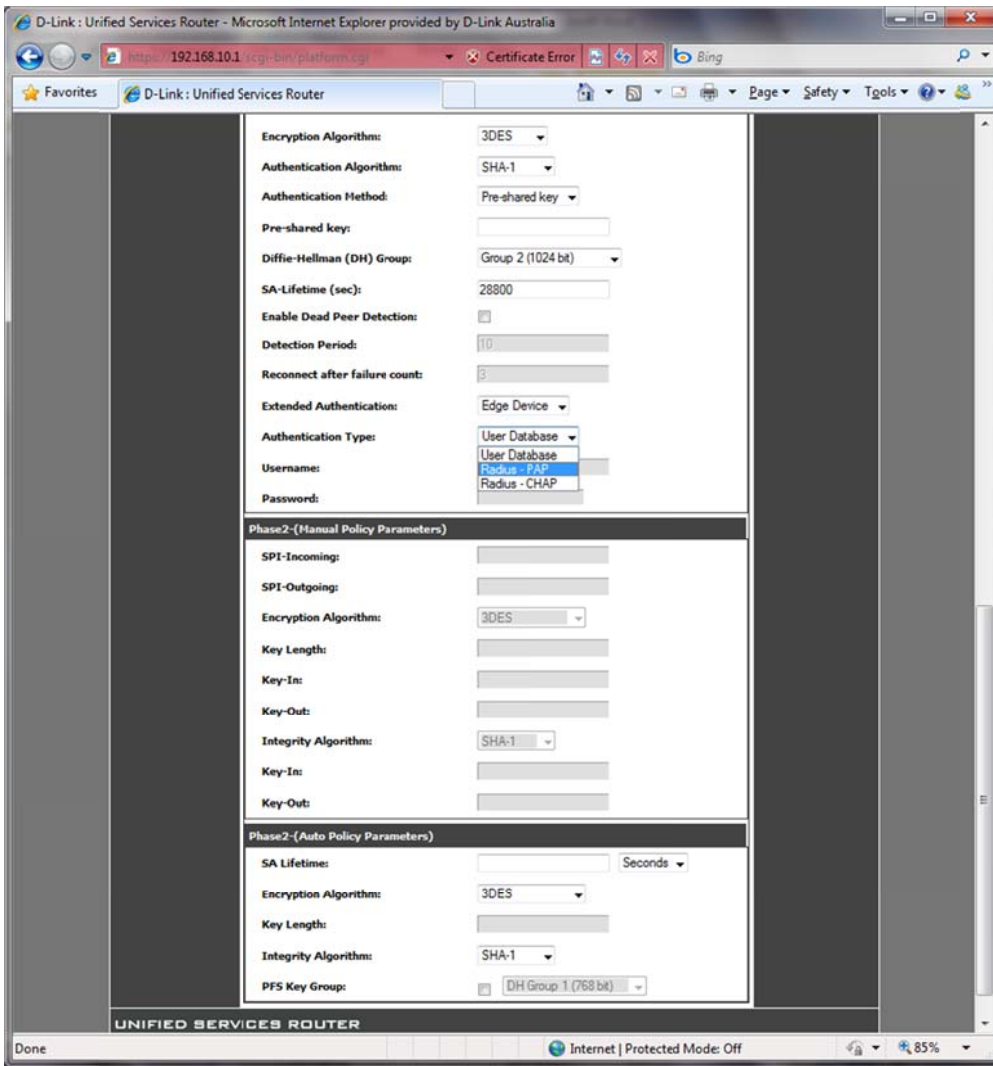 D-Link : Unified Services Router - Microsoft Internet Explorer provided by D-Link Australia
https://192.168.10.1/scgi-bin/platform.cgi Certificate Error Bing
Favorites D-Link : Unified Services Router Page Safety Tools
Encryption Algorithm: 3DES
Authentication Algorithm: SHA-1
Authentication Method: Pre-shared key
Pre-shared key:
Diffie-Hellman (DH) Group: Group 2 (1024 bit)
SA-Lifetime (sec): 28800
Enable Dead Peer Detection:
Detection Period: 10
Reconnect after failure count: 3
Extended Authentication: Edge Device
Authentication Type: User Database
User Database
Username: Radius - PAP
Radius - CHAP
Password:
Phase2-(Manual Policy Parameters)
SPI-Incoming:
SPI-Outgoing:
Encryption Algorithm: 3DES
Key Length:
Key-In:
Key-Out:
Integrity Algorithm: SHA-1
Key-In:
Key-Out:
Phase2-(Auto Policy Parameters)
SA Lifetime: Seconds
Encryption Algorithm: 3DES
Key Length:
Integrity Algorithm: SHA-1
PFS Key Group: DH Group 1 (768 bit)
UNIFIED SERVICES ROUTER
Done Internet | Protected Mode: Off 85%